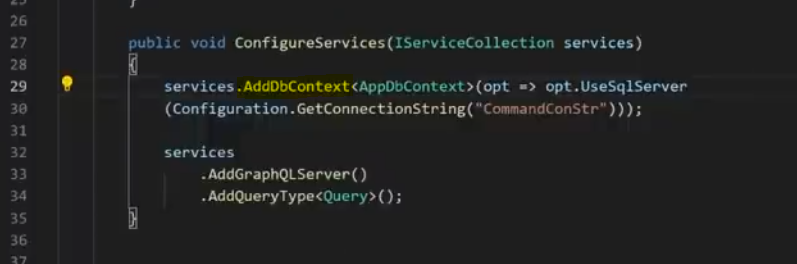 25 }
26
27 public void ConfigureServices(IServiceCollection services)
28 {
29 services.AddDbContext<AppDbContext>(opt => opt.UseSqlServer
30 (Configuration.GetConnectionString("CommandConStr")));
31
32 services
33 .AddGraphQLServer()
34 .AddQueryType<Query>();
35 }
36
37